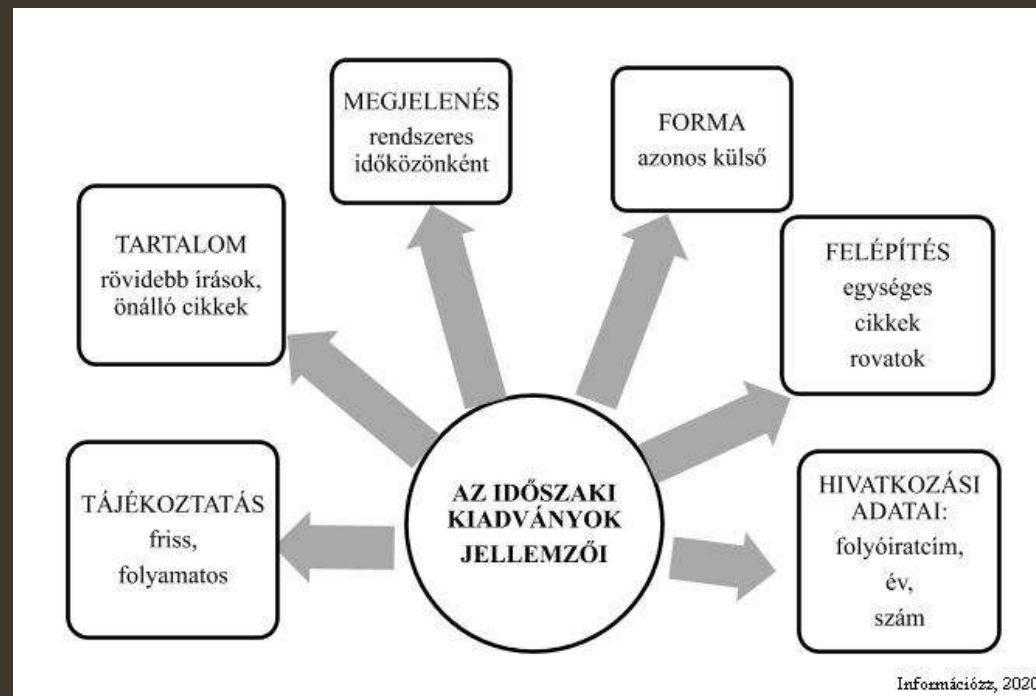 MEGJELENÉS
rendszeres
időközönként
FORMA
azonos külső
TARTALOM
rövidebb írások,
önálló cikkek
FELÉPÍTÉS
egységes
cikkek
rovatok
TÁJÉKOZTATÁS
friss,
folyamatos
AZ IDŐSZAKI
KIADVÁNYOK
JELLEMZŐI
HIVATKOZÁSI
ADATAI:
folyóiratcím,
év,
szám
Információzz, 2020